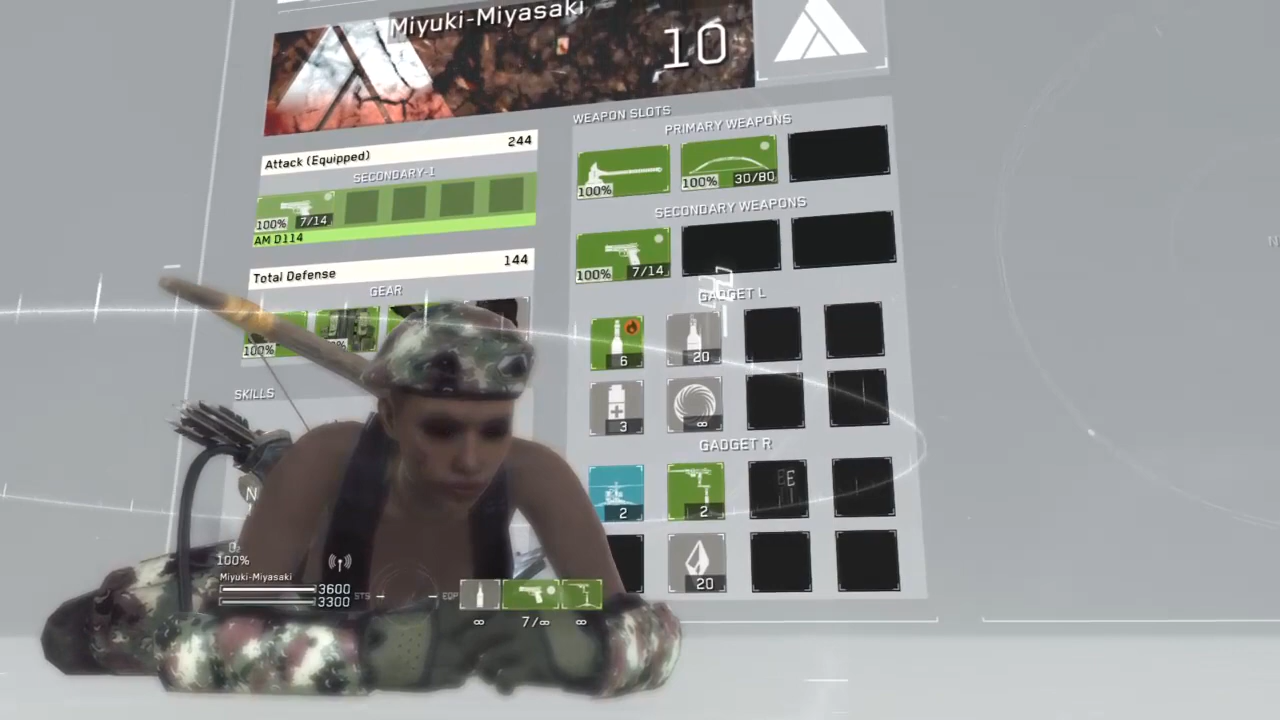 Miyuki-Miyasaki
10
Attack (Equipped) 244
SECONDARY-1
100% 7/14
AM D114
Total Defense 144
GEAR
100%
SKILLS
WEAPON SLOTS
PRIMARY WEAPONS
100%
100% 30/80
SECONDARY WEAPONS
100% 7/14
GADGET L
6
20
3
∞
GADGET R
2
2
20
N
100%
Miyuki-Miyasaki
3600
3300
STS
EQP
∞
7/∞
∞